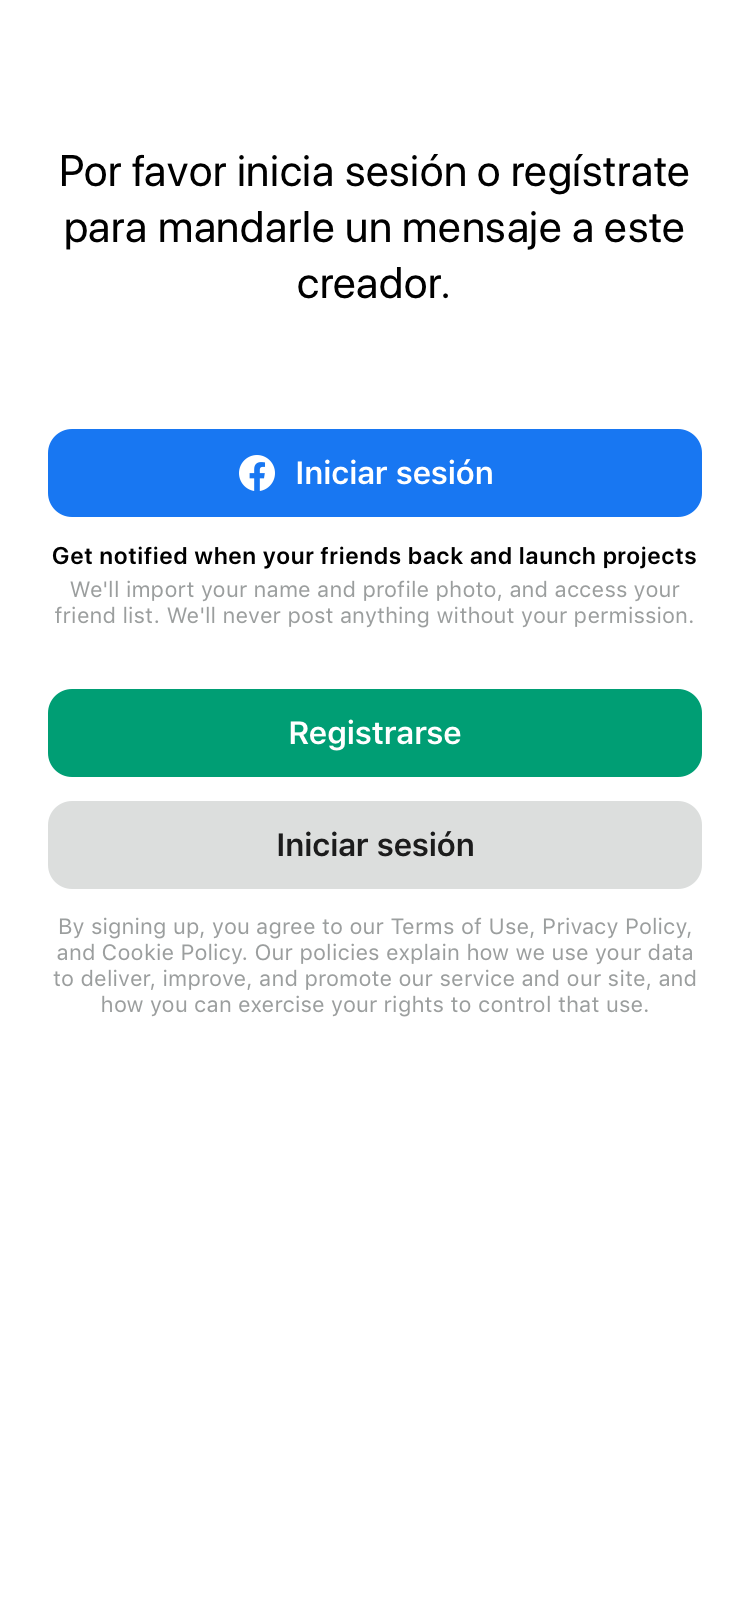 Por favor inicia sesión o regístrate
para mandarle un mensaje a este
creador.
Iniciar sesión
Get notified when your friends back and launch projects
We'll import your name and profile photo, and access your
friend list. We'll never post anything without your permission.
Registrarse
Iniciar sesión
By signing up, you agree to our Terms of Use, Privacy Policy,
and Cookie Policy. Our policies explain how we use your data
to deliver, improve, and promote our service and our site, and
how you can exercise your rights to control that use.